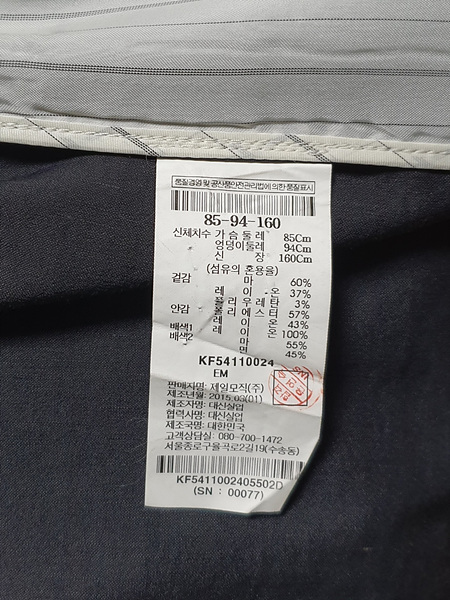 품질경영 및 공산품안전관리법에 의한 품질표시
85-94-160
신체치수 가 슴 둘 레 85Cm
엉덩이둘레 94Cm
신 장 160Cm
(섬유의 혼용율)
겉감 마 60%
레 이 온 37%
폴 리 우 레 탄 3%
안감 폴 리 에 스 터 57%
레 이 온 43%
배색1 레 이 온 100%
배색2 마 55%
면 45%
KF54110024
EM
판매자명: 제일모직(주)
제조년월: 2015.03(01)
제조자명: 대신실업
협력사명: 대신실업
제조국명: 대한민국
고객상담실: 080-700-1472
서울종로구율곡로2길19(수송동)
KF5411002405502D
(SN : 00077)